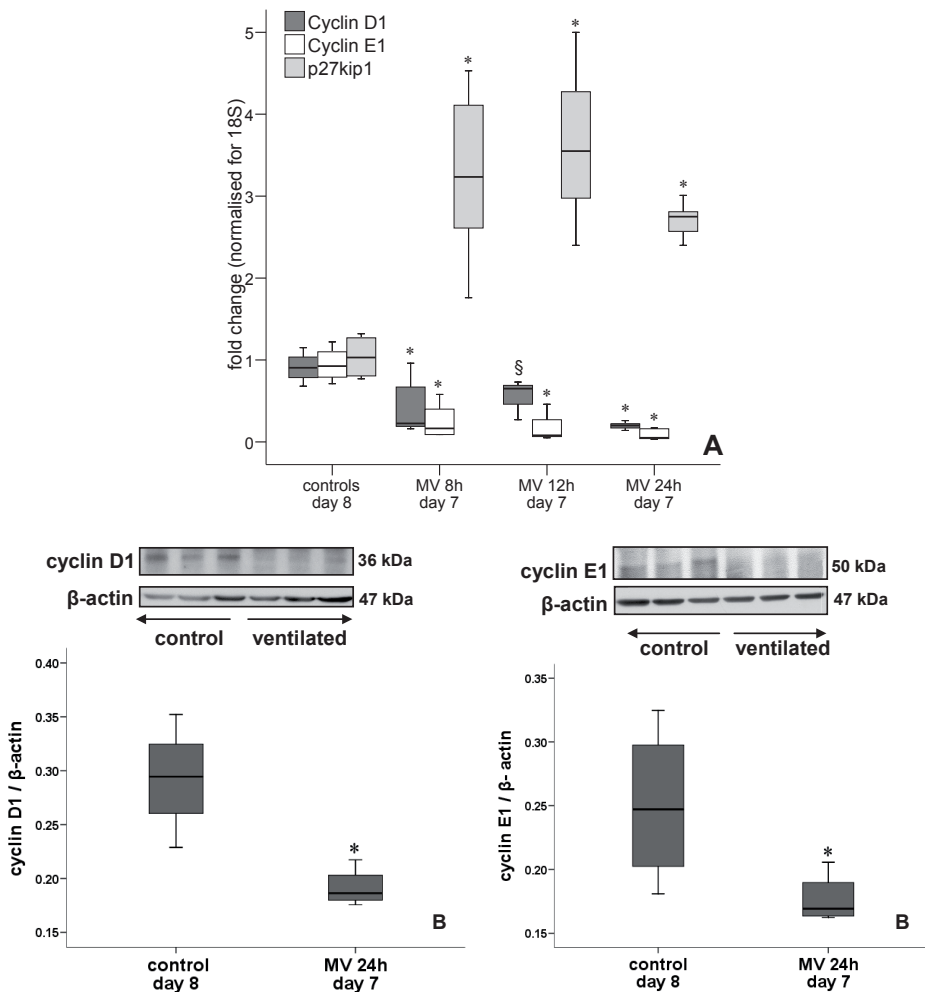 Cyclin D1
Cyclin E1
p27kip1
fold change (normalised for 18S)
5
4
3
2
1
0
*
*
*
*
*
§
*
*
*
*
A
controls
day 8
MV 8h
day 7
MV 12h
day 7
MV 24h
day 7
cyclin D1
36 kDa
β-actin
47 kDa
control
ventilated
cyclin D1 / β-actin
0.40
0.35
0.30
0.25
0.20
0.15
*
B
control
day 8
MV 24h
day 7
cyclin E1
50 kDa
β-actin
47 kDa
control
ventilated
cyclin E1 / β- actin
0.35
0.30
0.25
0.20
0.15
*
B
control
day 8
MV 24h
day 7